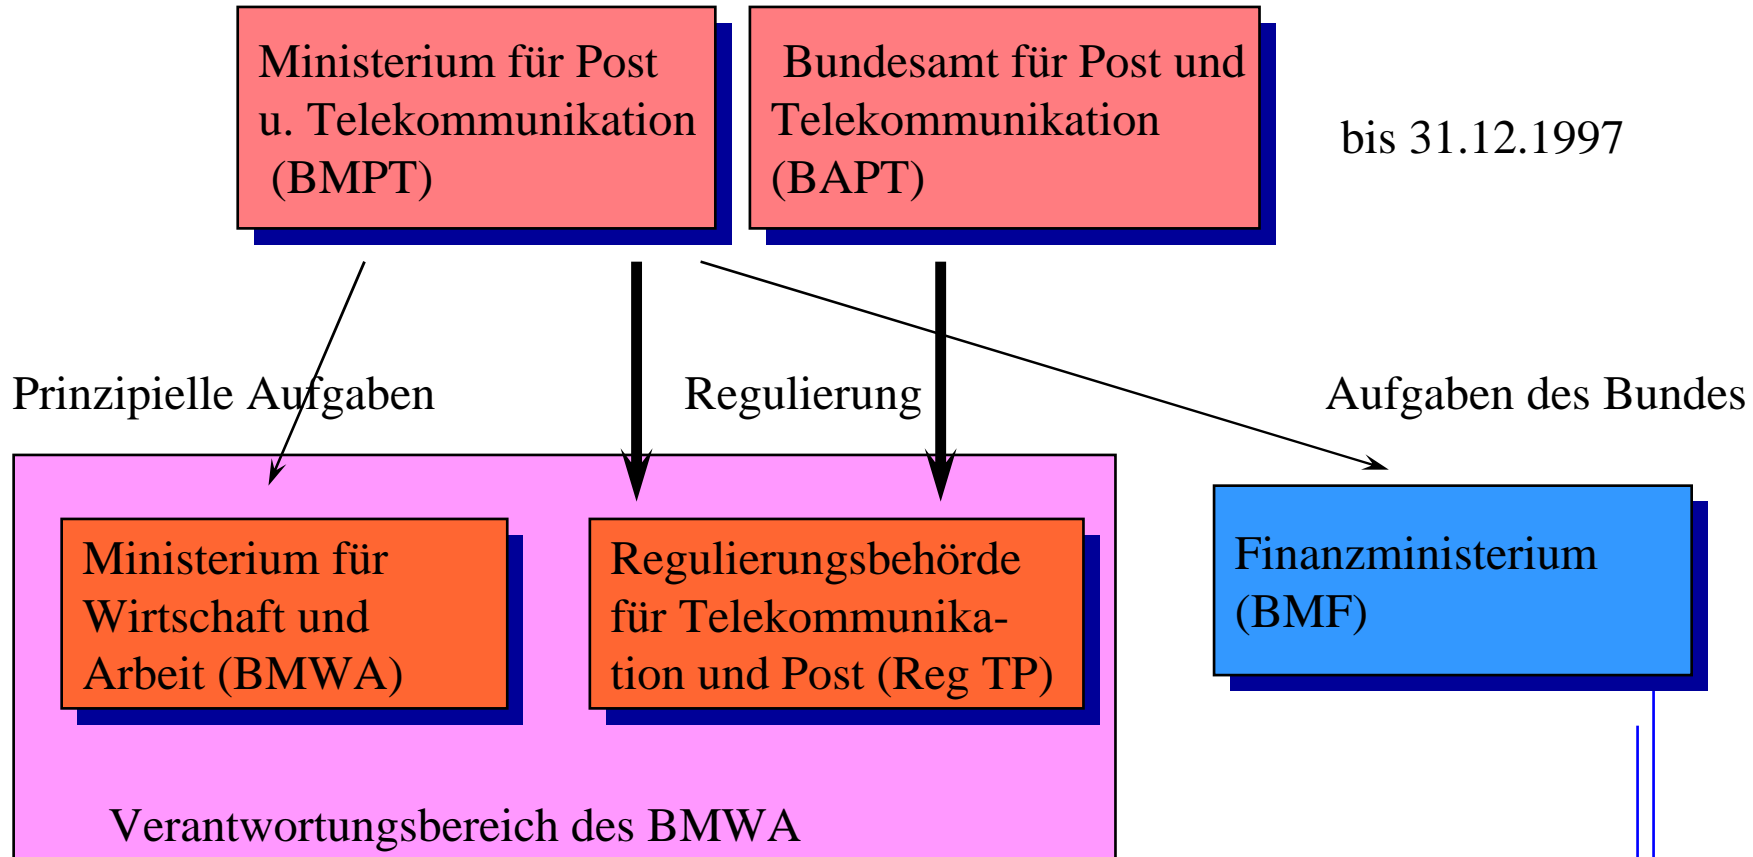 Ministerium für Post
u. Telekommunikation
(BMPT)
Bundesamt für Post und
Telekommunikation
(BAPT)
bis 31.12.1997
Prinzipielle Aufgaben
Regulierung
Aufgaben des Bundes
Ministerium für
Wirtschaft und
Arbeit (BMWA)
Regulierungsbehörde
für Telekommunika-
tion und Post (Reg TP)
Finanzministerium
(BMF)
Verantwortungsbereich des BMWA